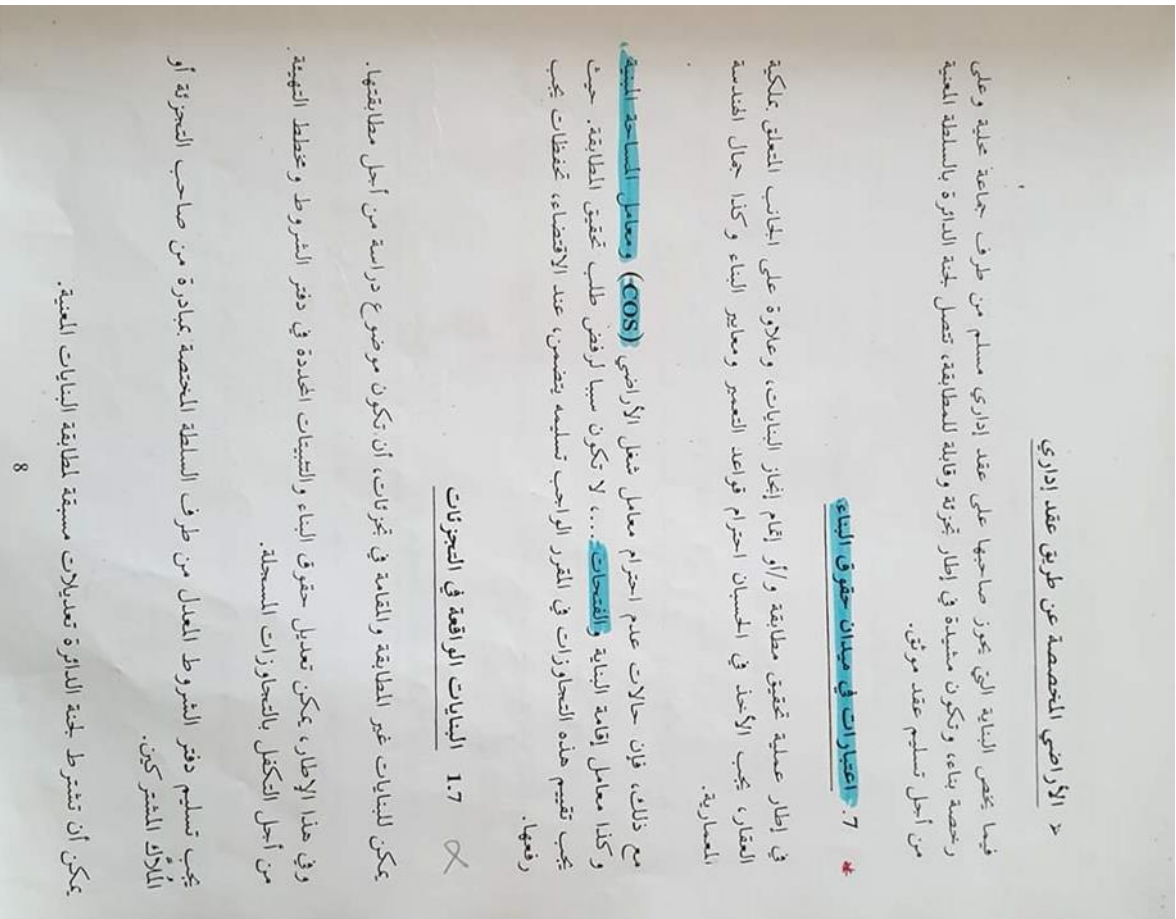 > الأراضي المخصصة عن طريق عقد إداري
فيما يخص البناية التي يحوز صاحبها على عقد إداري مسلم من طرف جماعة محلية وعلى
رخصة بناء، وتكون مشيدة في إطار تجزئة وقابلة للمطابقة، تتصل لجنة الدائرة بالسلطة المعنية
من أجل تسليم عقد موثق.
* 7. اعتبارات في ميدان حقوق البناء:
في إطار عملية تحقيق مطابقة و/أو إتمام إنجاز البنايات، وعلاوة على الجانب المتعلق بملكية
العقار، يجب الأخذ في الحسبان احترام قواعد التعمير ومعايير البناء وكذا جمال الهندسة
المعمارية.
مع ذلك، فإن حالات عدم احترام معامل شغل الأراضي (COS) ومعامل المساحة المبنية،
وكذا معامل إقامة البناية والفتحات...، لا تكون سببا لرفض طلب تحقيق المطابقة. حيث
يجب تقييم هذه التجاوزات في المقرر الواجب تسليمه يتضمن، عند الاقتضاء، تحفظات يجب
رفعها.
1.7 البنايات الواقعة في التجزئات
يمكن للبنايات غير المطابقة والمقامة في تجزئات، أن تكون موضوع دراسة من أجل مطابقتها.
وفي هذا الاطار، يمكن تعديل حقوق البناء والتثبيتات المحددة في دفتر الشروط ومخطط التهيئة
من أجل التكفل بالتجاوزات المسجلة.
يجب تسليم دفتر الشروط المعدل من طرف السلطة المختصة بمبادرة من صاحب التجزئة أو
الملاّك المشتركين.
يمكن أن تشترط لجنة الدائرة تعديلات مسبقة لمطابقة البنايات المعنية.
8